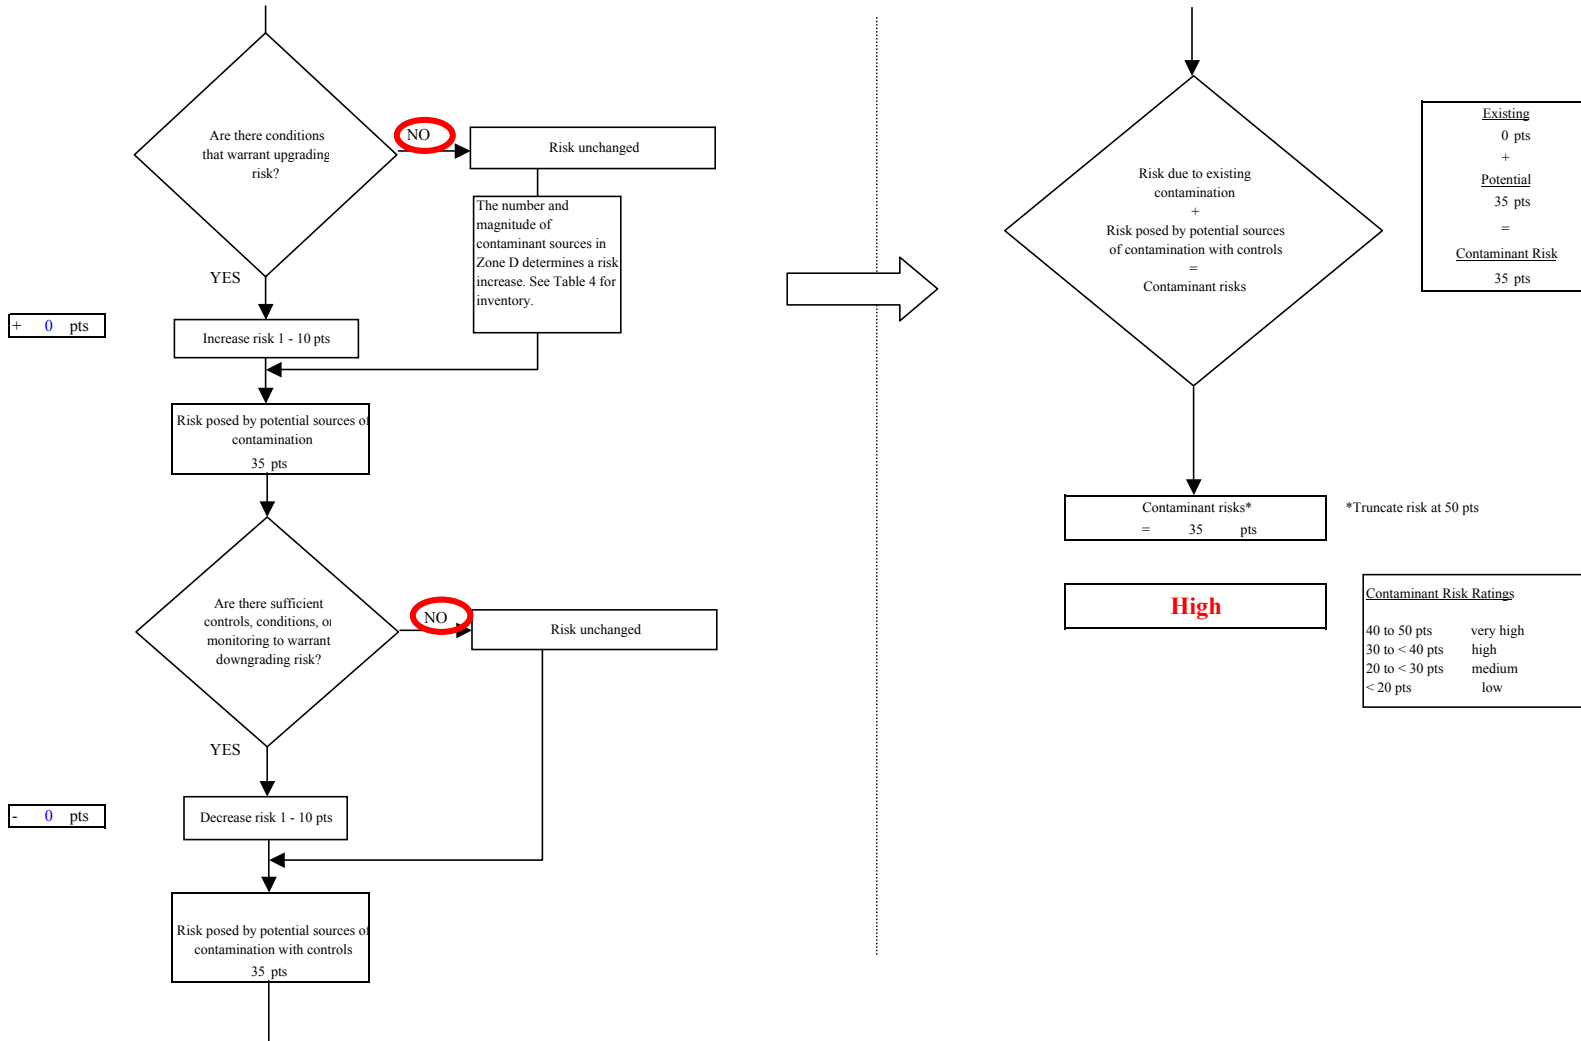 Are there conditions
that warrant upgrading
risk?
NO
Risk unchanged
The number and
magnitude of
contaminant sources in
Zone D determines a risk
increase. See Table 4 for
inventory.
YES
+ 0 pts
Increase risk 1 - 10 pts
Risk posed by potential sources of
contamination
35 pts
Are there sufficient
controls, conditions, or
monitoring to warrant
downgrading risk?
NO
Risk unchanged
YES
- 0 pts
Decrease risk 1 - 10 pts
Risk posed by potential sources of
contamination with controls
35 pts
Risk due to existing
contamination
+
Risk posed by potential sources
of contamination with controls
=
Contaminant risks
Existing
0 pts
+
Potential
35 pts
=
Contaminant Risk
35 pts
Contaminant risks*
= 35 pts
*Truncate risk at 50 pts
High
Contaminant Risk Ratings
40 to 50 pts very high
30 to < 40 pts high
20 to < 30 pts medium
< 20 pts low